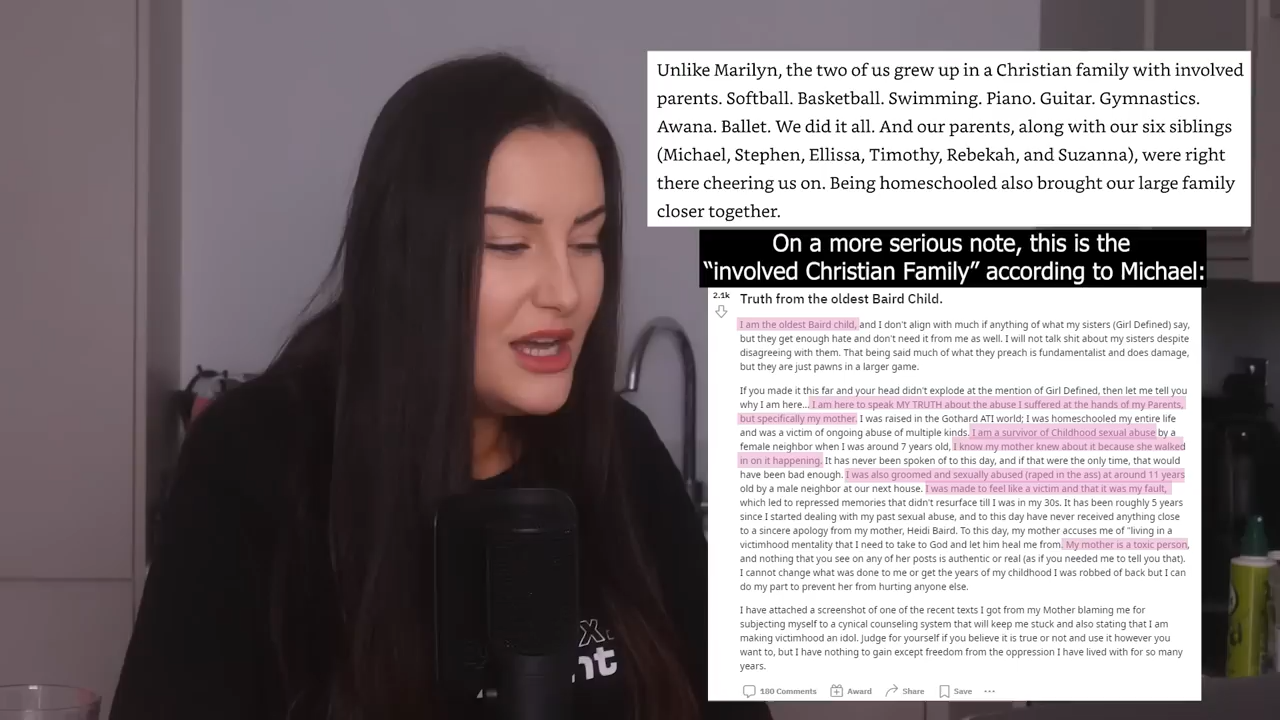 Unlike Marilyn, the two of us grew up in a Christian family with involved
parents. Softball. Basketball. Swimming. Piano. Guitar. Gymnastics.
Awana. Ballet. We did it all. And our parents, along with our six siblings
(Michael, Stephen, Ellissa, Timothy, Rebekah, and Suzanna), were right
there cheering us on. Being homeschooled also brought our large family
closer together.
On a more serious note, this is the
“involved Christian Family” according to Michael:
2.1k
Truth from the oldest Baird Child.
I am the oldest Baird child, and I don't align with much if anything of what my sisters (Girl Defined) say,
but they get enough hate and don't need it from me as well. I will not talk shit about my sisters despite
disagreeing with them. That being said much of what they preach is fundamentalist and does damage,
but they are just pawns in a larger game.
If you made it this far and your head didn't explode at the mention of Girl Defined, then let me tell you
why I am here... I am here to speak MY TRUTH about the abuse I suffered at the hands of my Parents,
but specifically my mother. I was raised in the Gothard ATI world; I was homeschooled my entire life
and was a victim of ongoing abuse of multiple kinds. I am a survivor of Childhood sexual abuse by a
female neighbor when I was around 7 years old, I know my mother knew about it because she walked
in on it happening. It has never been spoken of to this day, and if that were the only time, that would
have been bad enough. I was also groomed and sexually abused (raped in the ass) at around 11 years
old by a male neighbor at our next house. I was made to feel like a victim and that it was my fault,
which led to repressed memories that didn't resurface till I was in my 30s. It has been roughly 5 years
since I started dealing with my past sexual abuse, and to this day have never received anything close
to a sincere apology from my mother, Heidi Baird. To this day, my mother accuses me of "living in a
victimhood mentality that I need to take to God and let him heal me from. My mother is a toxic person,
and nothing that you see on any of her posts is authentic or real (as if you needed me to tell you that).
I cannot change what was done to me or get the years of my childhood I was robbed of back but I can
do my part to prevent her from hurting anyone else.
I have attached a screenshot of one of the recent texts I got from my Mother blaming me for
subjecting myself to a cynical counseling system that will keep me stuck and also stating that I am
making victimhood an idol. Judge for yourself if you believe it is true or not and use it however you
want to, but I have nothing to gain except freedom from the oppression I have lived with for so many
years.
180 Comments Award Share Save ...